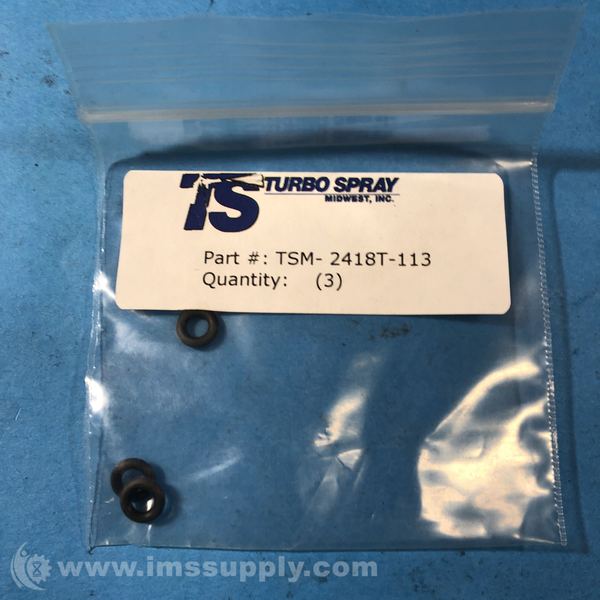 TS TURBO SPRAY
MIDWEST, INC.
Part #: TSM- 2418T-113
Quantity: (3)
www.imssupply.com